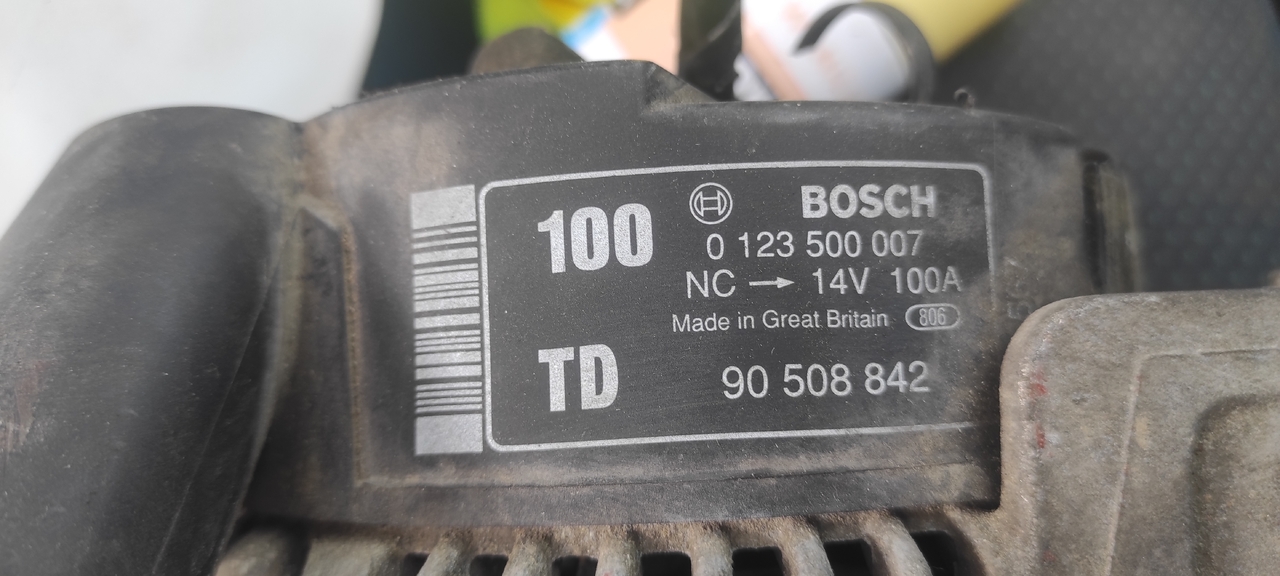 100
BOSCH
0 123 500 007
NC → 14V 100A
Made in Great Britain 806
TD
90 508 842